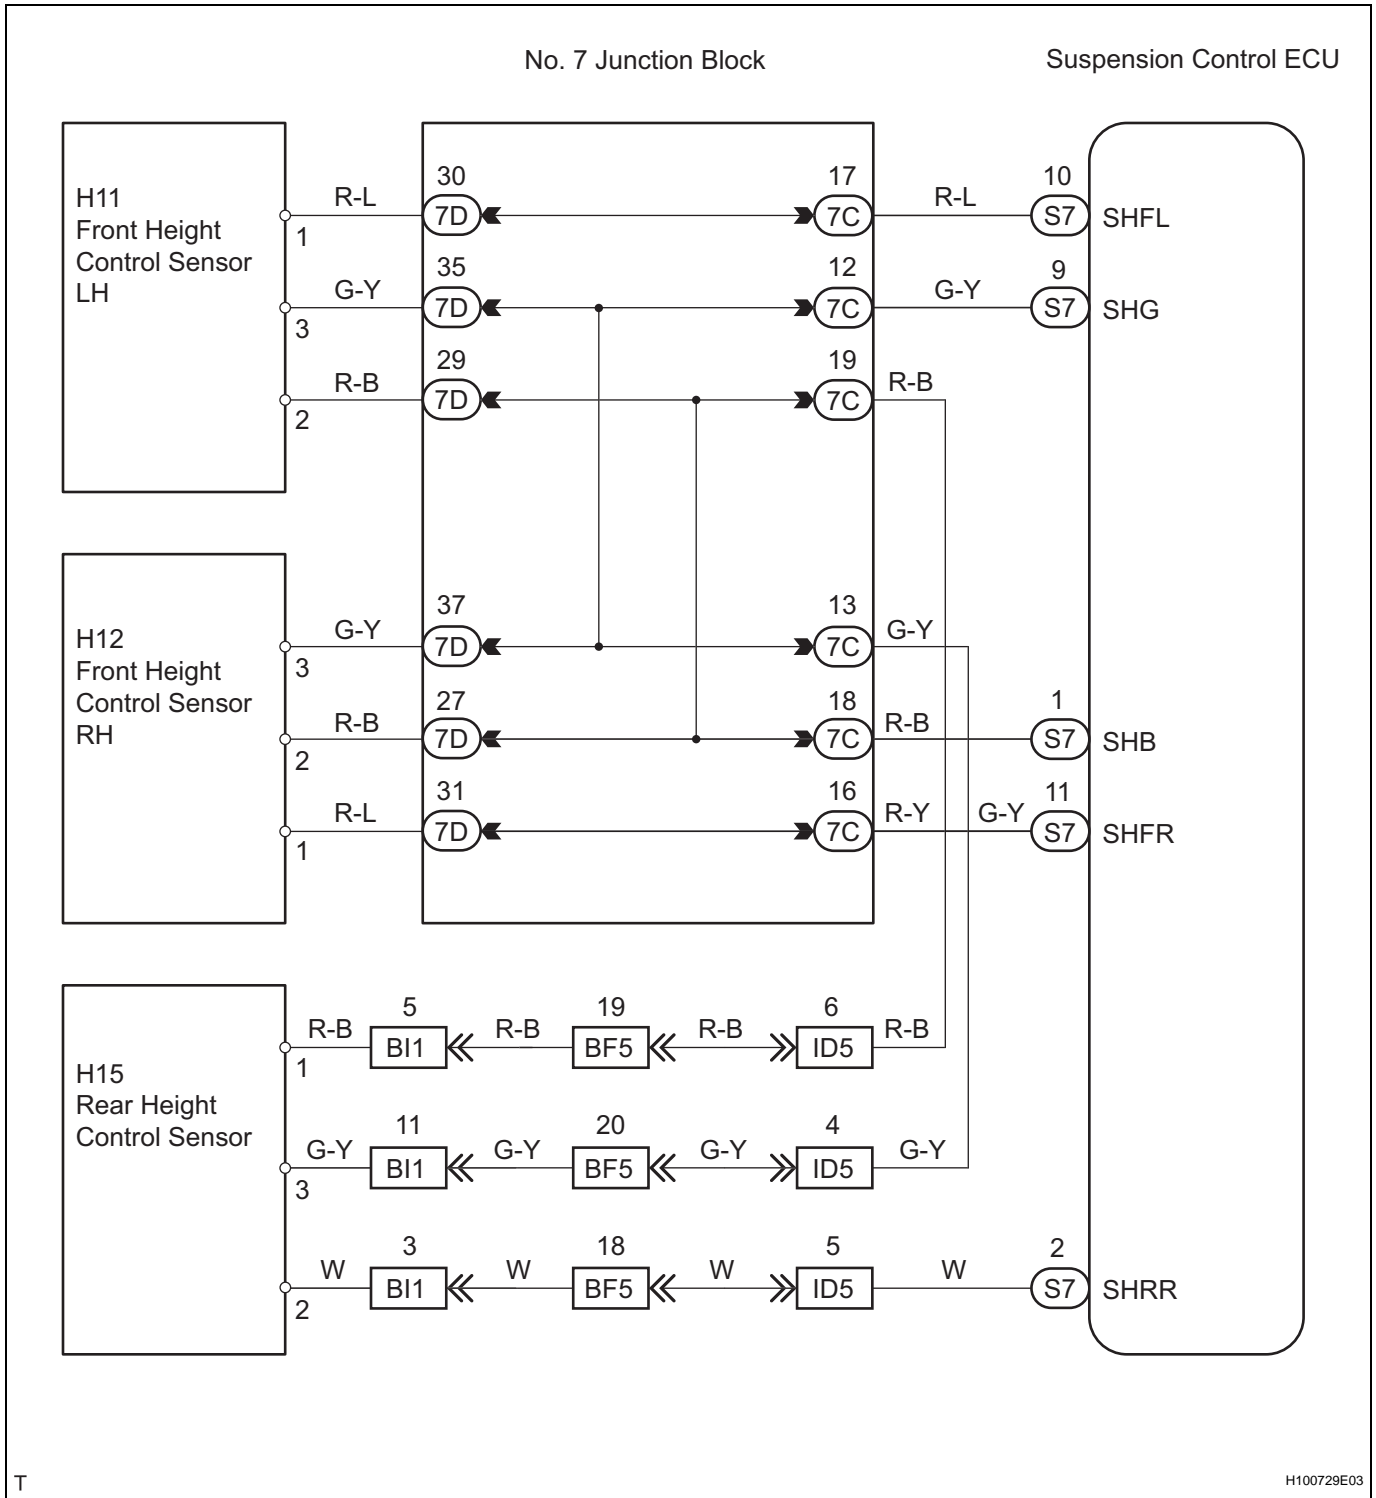 No. 7 Junction Block
Suspension Control ECU
H11
Front Height
Control Sensor
LH
R-L
1
30
7D
17
7C
R-L
10
S7
SHFL
G-Y
3
35
7D
12
7C
G-Y
9
S7
SHG
R-B
2
29
7D
19
7C
R-B
H12
Front Height
Control Sensor
RH
G-Y
3
37
7D
13
7C
G-Y
R-B
2
27
7D
18
7C
R-B
1
S7
SHB
R-L
1
31
7D
16
7C
R-Y
G-Y
11
S7
SHFR
H15
Rear Height
Control Sensor
R-B
1
5
BI1
R-B
19
BF5
R-B
6
ID5
R-B
G-Y
3
11
BI1
G-Y
20
BF5
G-Y
4
ID5
G-Y
W
2
3
BI1
W
18
BF5
W
5
ID5
W
2
S7
SHRR
T
H100729E03